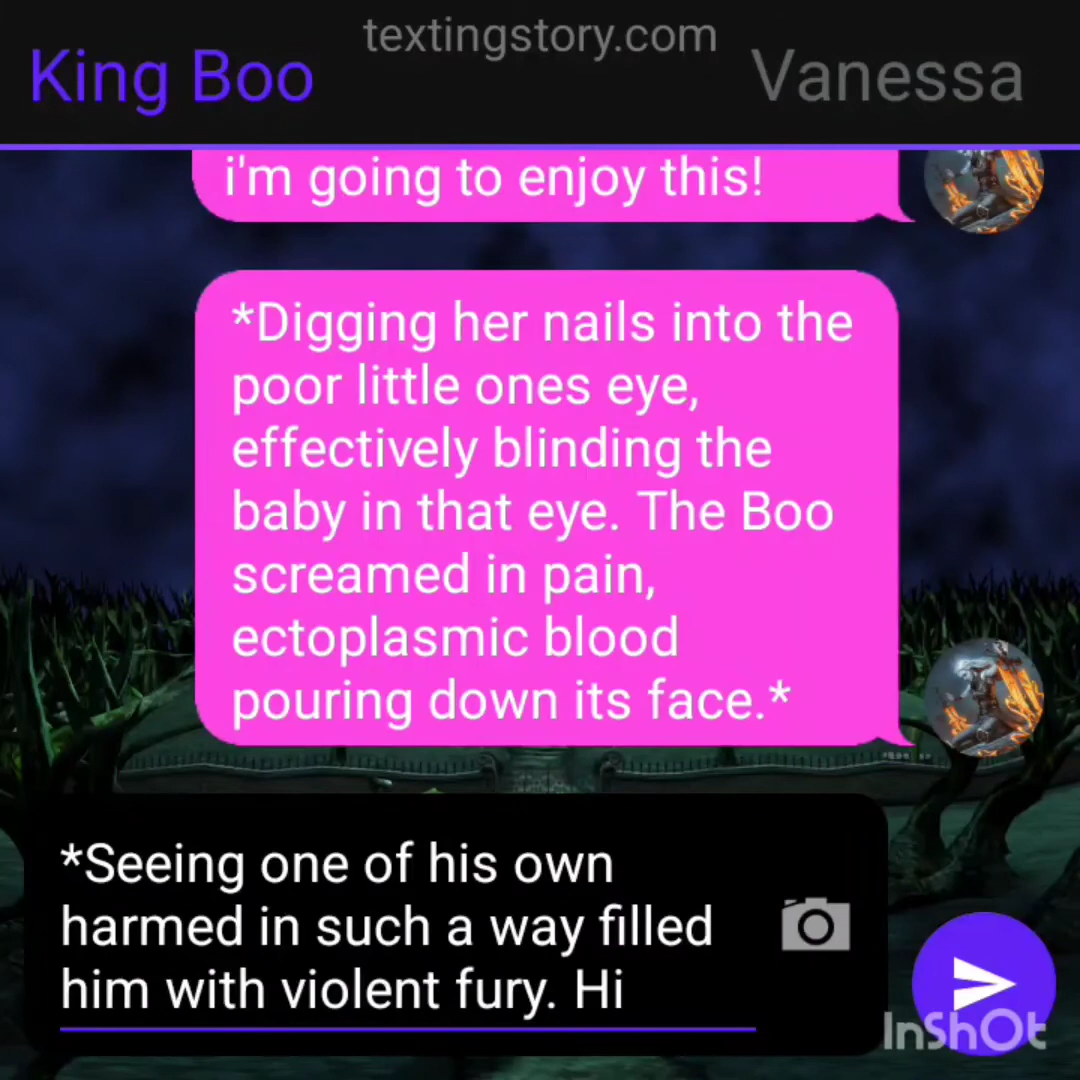 textingstory.com
King Boo
Vanessa
i'm going to enjoy this!
*Digging her nails into the
poor little ones eye,
effectively blinding the
baby in that eye. The Boo
screamed in pain,
ectoplasmic blood
pouring down its face.*
*Seeing one of his own
harmed in such a way filled
him with violent fury. Hi
InShOt